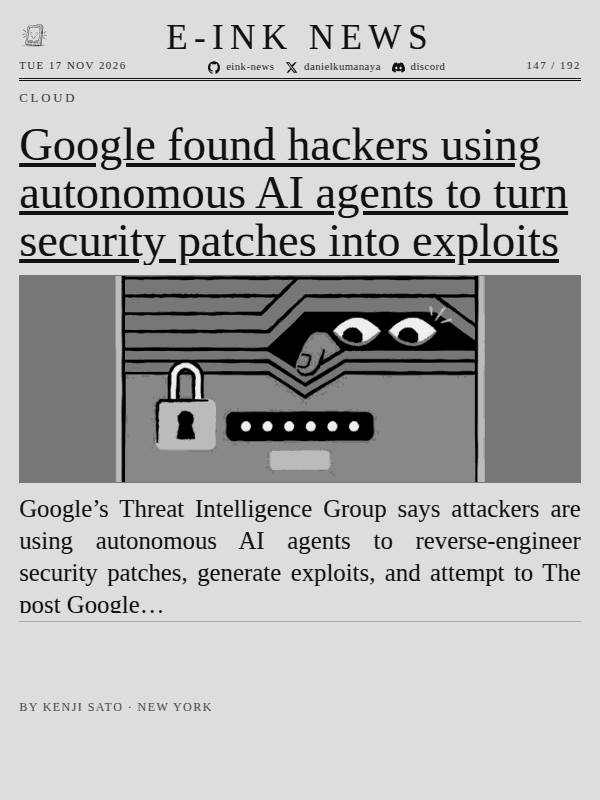 E-INK NEWS
TUE 17 NOV 2026
eink-news danielkumanaya discord
147 / 192
CLOUD
Google found hackers using
autonomous AI agents to turn
security patches into exploits
Google’s Threat Intelligence Group says attackers are
using autonomous AI agents to reverse-engineer
security patches, generate exploits, and attempt to The
post Google…
BY KENJI SATO · NEW YORK